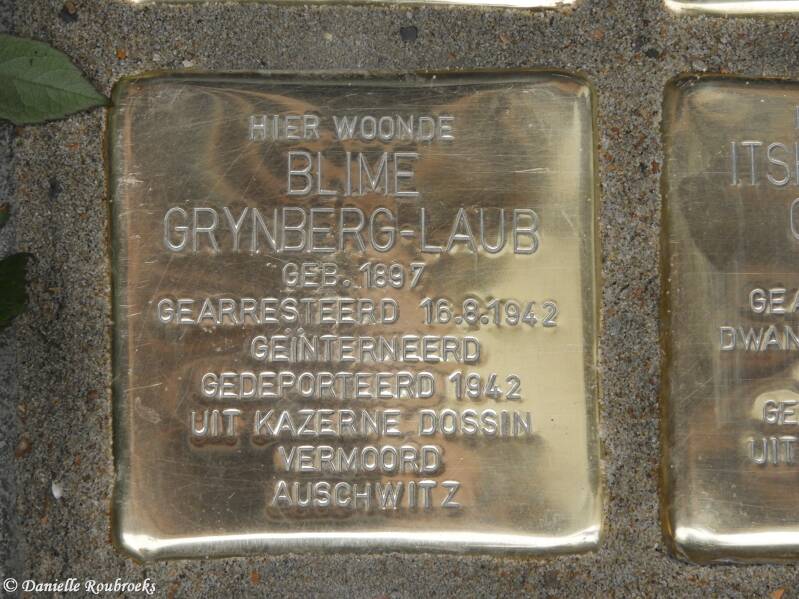 HIER WOONDE
BLIME
GRYNBERG-LAUB
GEB. 1897
GEARRESTEERD 16.8.1942
GEÏNTERNEERD
GEDEPORTEERD 1942
UIT KAZERNE DOSSIN
VERMOORD
AUSCHWITZ
UIT
© Danielle Roubroeks